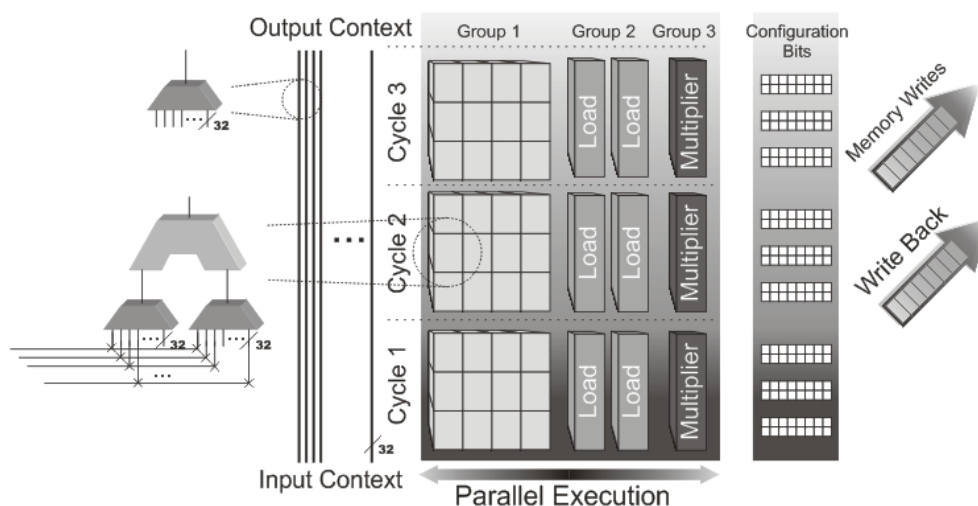 Output Context
Group 1
Group 2
Group 3
Configuration
Bits
32
Cycle 3
Load
Load
Multiplier
Memory Writes
...
Cycle 2
Load
Load
Multiplier
Write Back
...
32
32
32
...
Cycle 1
Load
Load
Multiplier
32
Input Context
Parallel Execution